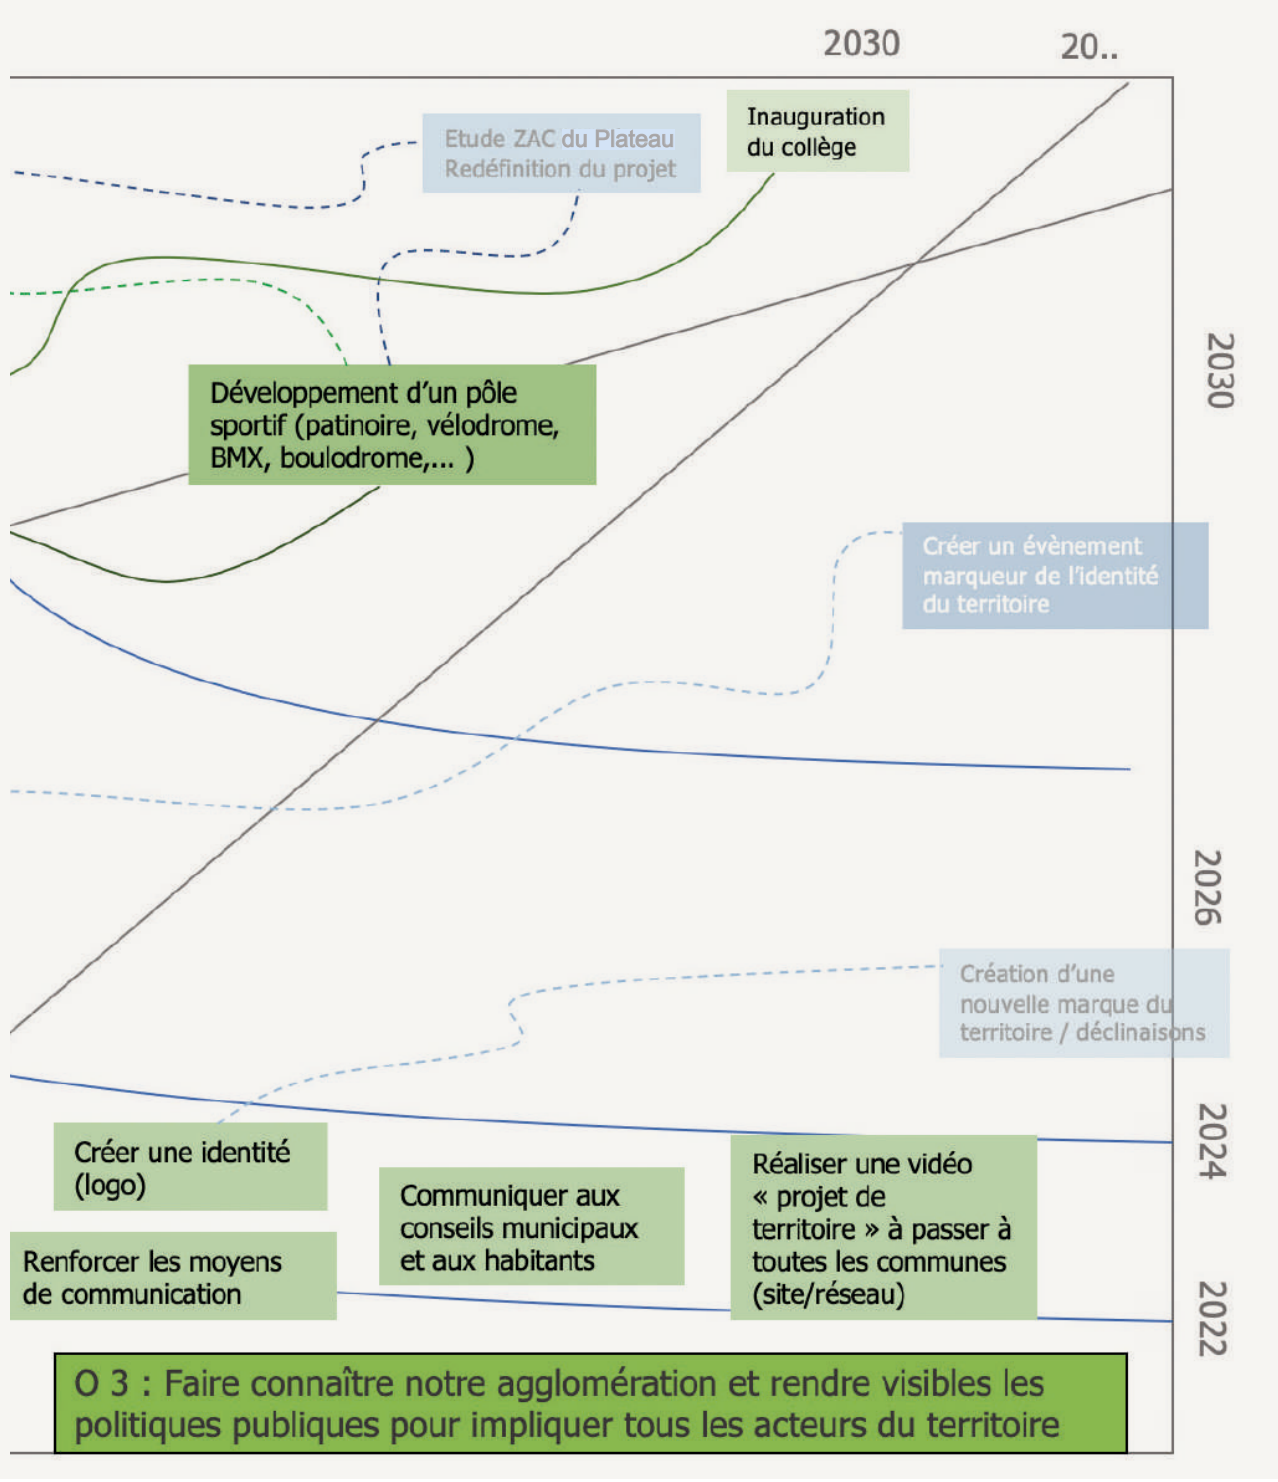 2030
20..
Inauguration
du collège
Etude ZAC du Plateau
Redéfinition du projet
2030
Développement d'un pôle
sportif (patinoire, vélodrome,
BMX, boulodrome,... )
Créer un évènement
marqueur de l'identité
du territoire
2026
Création d'une
nouvelle marque du
territoire / déclinaisons
2024
Créer une identité
(logo)
Communiquer aux
conseils municipaux
et aux habitants
Réaliser une vidéo
« projet de
territoire » à passer à
toutes les communes
(site/réseau)
Renforcer les moyens
de communication
2022
O 3 : Faire connaître notre agglomération et rendre visibles les
politiques publiques pour impliquer tous les acteurs du territoire